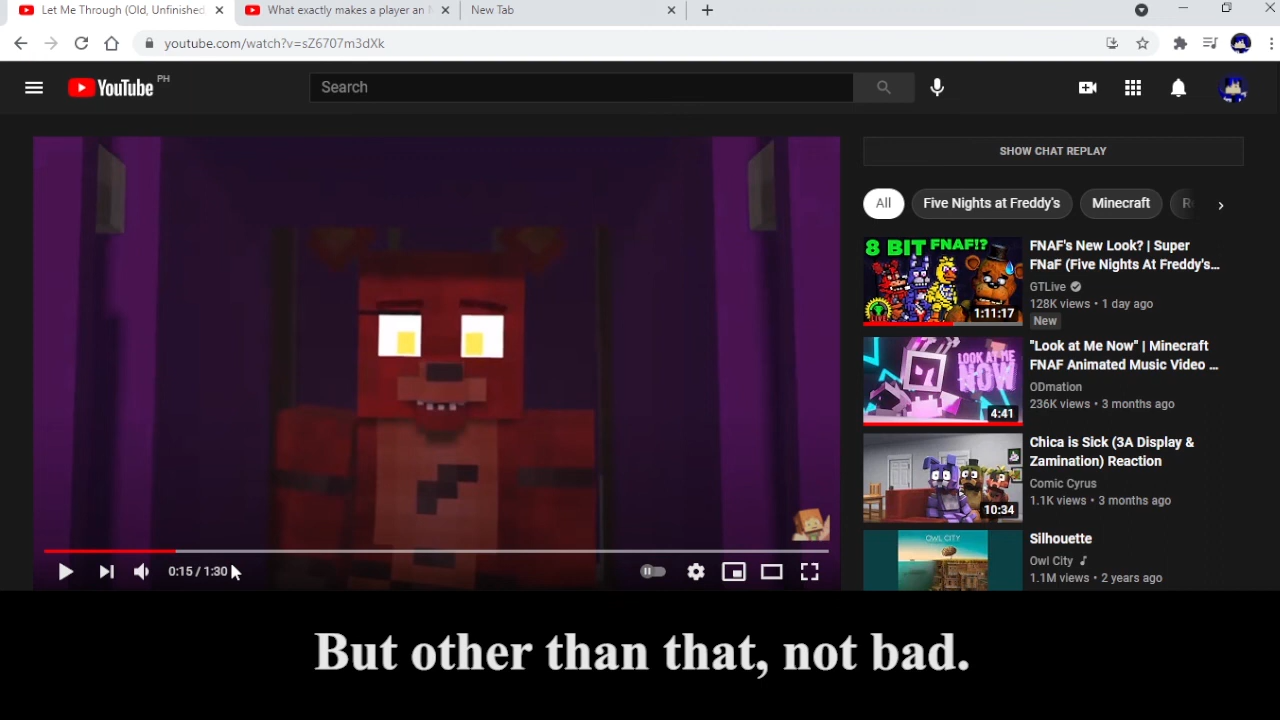 Let Me Through (Old, Unfinished
What exactly makes a player an
New Tab
youtube.com/watch?v=sZ6707m3dXk
YouTube PH
Search
SHOW CHAT REPLAY
All
Five Nights at Freddy's
Minecraft
8 BIT FNAF!?
1:11:17
FNAF's New Look? | Super
FNaF (Five Nights At Freddy's...
GTLive
128K views • 1 day ago
New
LOOK AT ME
NOW
4:41
"Look at Me Now" | Minecraft
FNAF Animated Music Video ...
ODmation
236K views • 3 months ago
10:34
Chica is Sick (3A Display &
Zamination) Reaction
Comic Cyrus
1.1K views • 3 months ago
OWL CITY
Silhouette
Owl City
1.1M views • 2 years ago
0:15 / 1:30
But other than that, not bad.